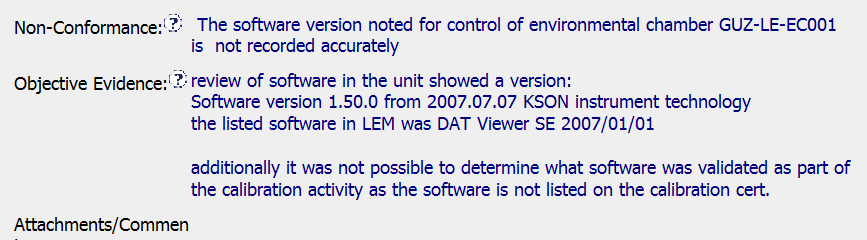 Non-Conformance:? The software version noted for control of environmental chamber GUZ-LE-EC001
is  not recorded accurately
Objective Evidence:? review of software in the unit showed a version:
Software version 1.50.0 from 2007.07.07 KSON instrument technology
the listed software in LEM was DAT Viewer SE 2007/01/01
additionally it was not possible to determine what software was validated as part of
the calibration activity as the software is not listed on the calibration cert.
Attachments/Commen